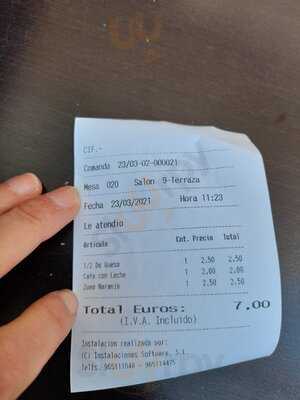 CIF.-
Comanda 23/03-02-000021
Mesa 020 Salon 9-Terraza
Fecha 23/03/2021 Hora 11:23
Le atendio
Articulo Cnt. Precio Total
1/2 De Queso 1 2.50 2.50
Cafe con Leche 1 2.00 2.00
Zumo Naranja 1 2.50 2.50
Total Euros: 7.00
(I.V.A. Incluido)
Instalacion realizada por:
(C) Instalaciones Software, S.L
Telfs.